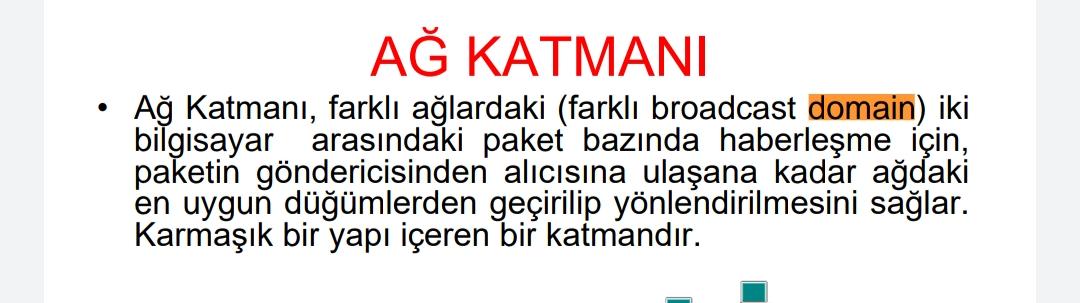 AĞ KATMANI
• Ağ Katmanı, farklı ağlardaki (farklı broadcast domain) iki
bilgisayar arasındaki paket bazında haberleşme için,
paketin göndericisinden alıcısına ulaşana kadar ağdaki
en uygun düğümlerden geçirilip yönlendirilmesini sağlar.
Karmaşık bir yapı içeren bir katmandır.